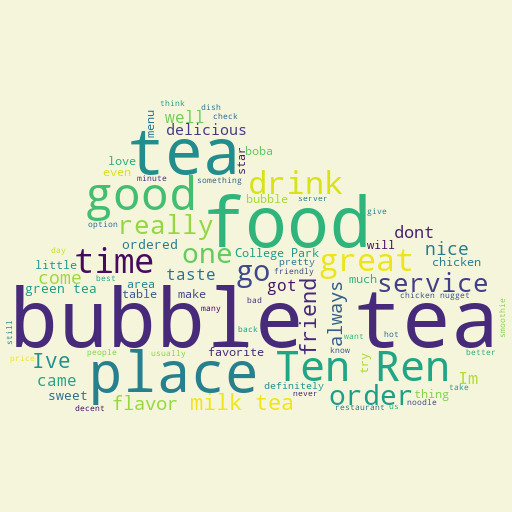 think
dish
menu
well
check
delicious
tea
star
boba
love
even
minute
something
drink
good
bubble
server
food
option
really
give
dont
ordered
one
College Park
will
nice
day
time
great
little
taste
go
pretty
chicken
come
area
friendly
much
service
green tea
best
table
make
got
friend
always
chicken nugget
still
bubble tea
many
bad
smoothie
back
want
hot
price
people
usually
favorite
know
try
better
Ive
place
Ten Ren
Im
came
definitely
take
sweet
flavor
milk tea
never
order
thing
decent
restaurant
us
noodle